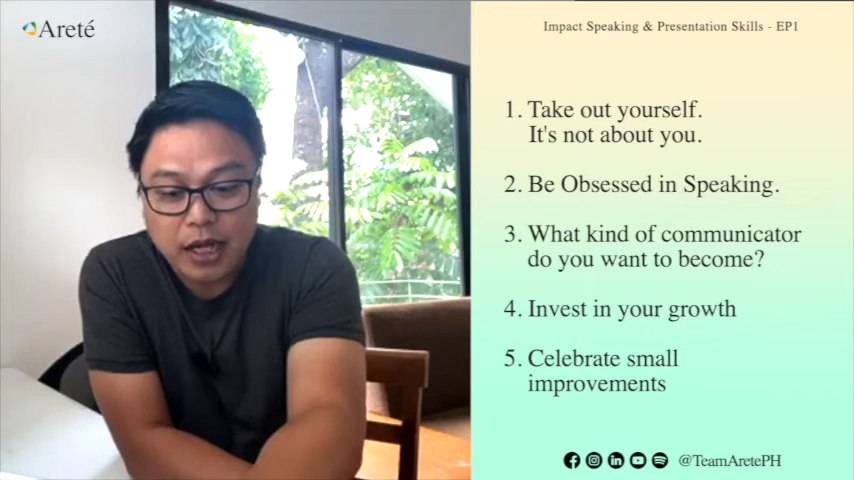 Areté
Impact Speaking & Presentation Skills - EP1
1. Take out yourself.
It's not about you.
2. Be Obsessed in Speaking.
3. What kind of communicator
do you want to become?
4. Invest in your growth
5. Celebrate small
improvements
@TeamAretePH